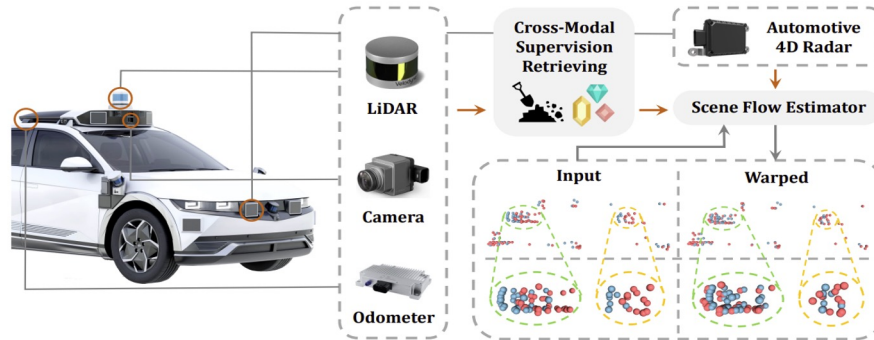 Cross-Modal
Supervision
Retrieving
Automotive
4D Radar
LiDAR
Scene Flow Estimator
Camera
Input
Warped
Odometer